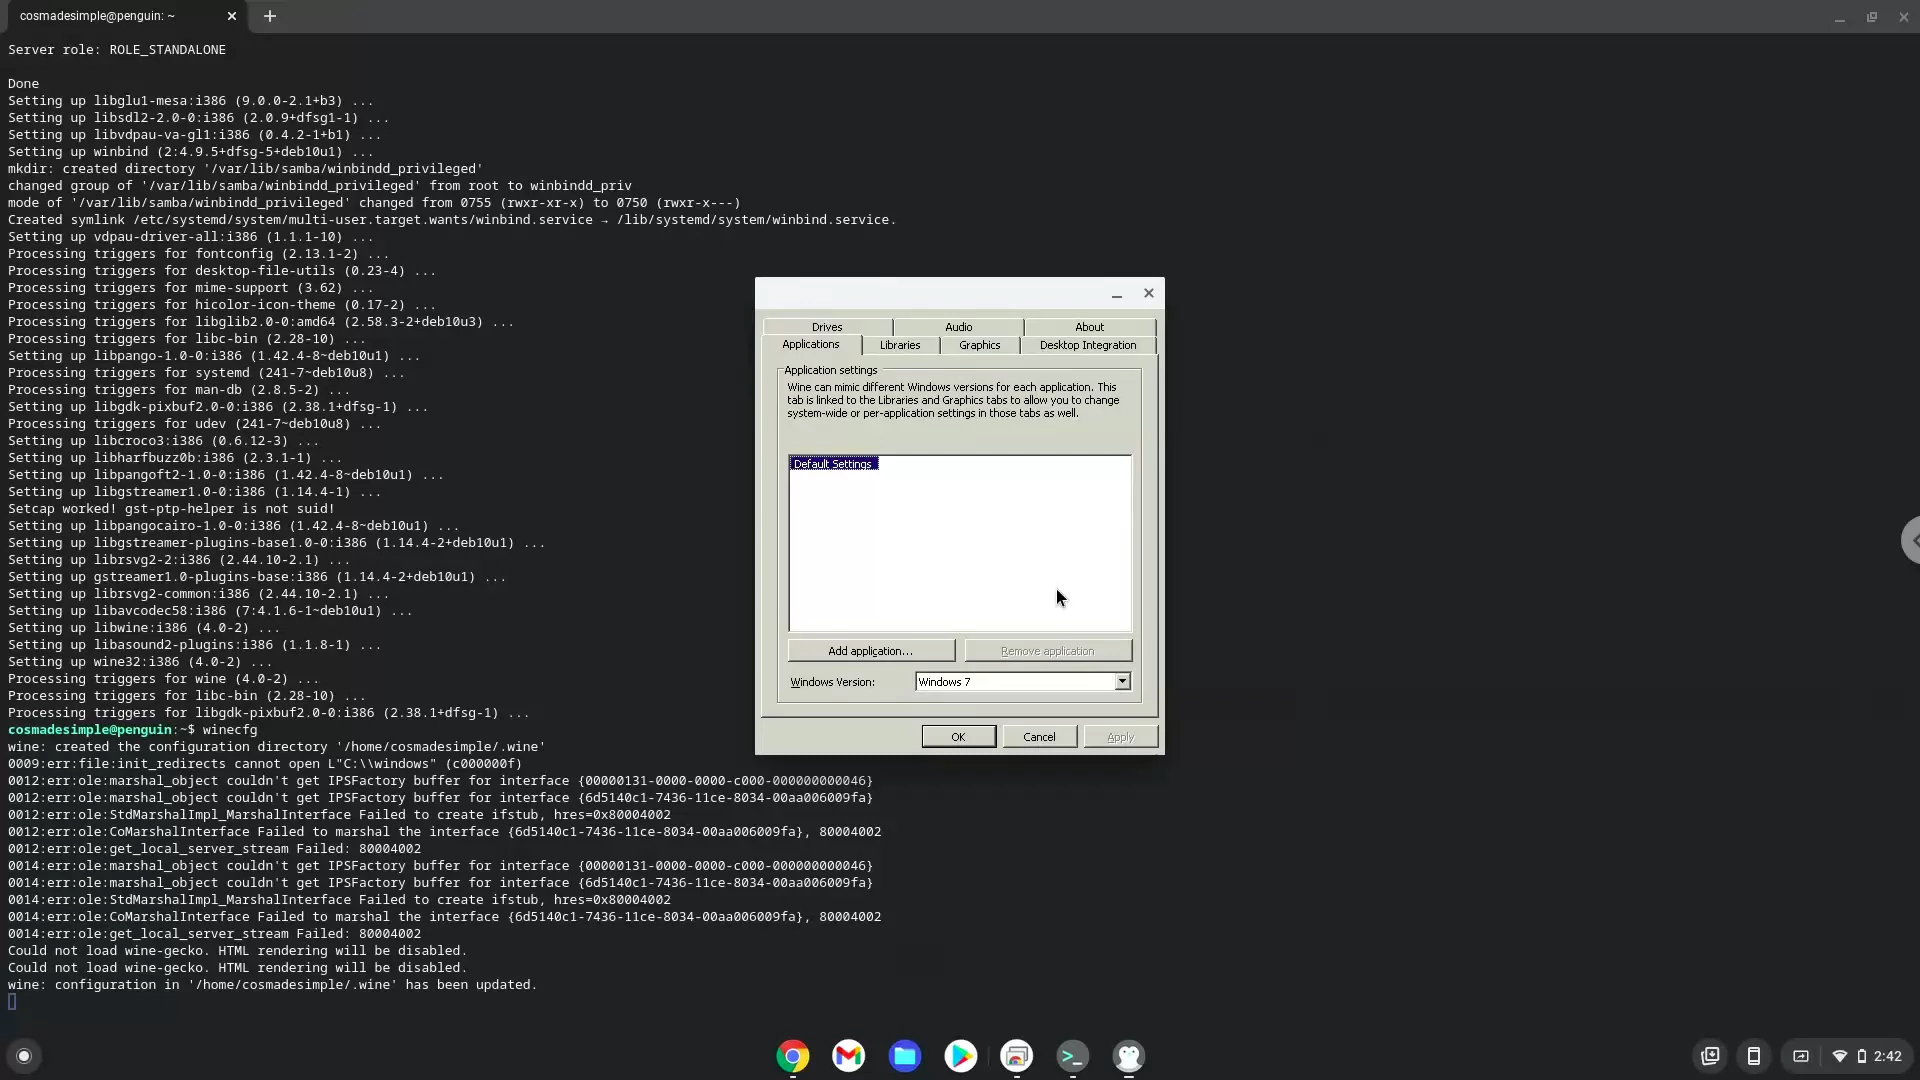 cosmadesimple@penguin: ~
Server role: ROLE_STANDALONE
Done
Setting up libglu1-mesa:i386 (9.0.0-2.1+b3) ...
Setting up libsdl2-2.0-0:i386 (2.0.9+dfsg1-1) ...
Setting up libvdpau-va-gl1:i386 (0.4.2-1+b1) ...
Setting up winbind (2:4.9.5+dfsg-5+deb10u1) ...
mkdir: created directory '/var/lib/samba/winbindd_privileged'
changed group of '/var/lib/samba/winbindd_privileged' from root to winbindd_priv
mode of '/var/lib/samba/winbindd_privileged' changed from 0755 (rwxr-xr-x) to 0750 (rwxr-x---)
Created symlink /etc/systemd/system/multi-user.target.wants/winbind.service → /lib/systemd/system/winbind.service.
Setting up vdpau-driver-all:i386 (1.1.1-10) ...
Processing triggers for fontconfig (2.13.1-2) ...
Processing triggers for desktop-file-utils (0.23-4) ...
Processing triggers for mime-support (3.62) ...
Processing triggers for hicolor-icon-theme (0.17-2) ...
Processing triggers for libglib2.0-0:amd64 (2.58.3-2+deb10u3) ...
Processing triggers for libc-bin (2.28-10) ...
Setting up libpango-1.0-0:i386 (1.42.4-8~deb10u1) ...
Processing triggers for systemd (241-7~deb10u8) ...
Processing triggers for man-db (2.8.5-2) ...
Setting up libgdk-pixbuf2.0-0:i386 (2.38.1+dfsg-1) ...
Processing triggers for udev (241-7~deb10u8) ...
Setting up libcroco3:i386 (0.6.12-3) ...
Setting up libharfbuzz0b:i386 (2.3.1-1) ...
Setting up libpangoft2-1.0-0:i386 (1.42.4-8~deb10u1) ...
Setting up libgstreamer1.0-0:i386 (1.14.4-1) ...
Setcap worked! gst-ptp-helper is not suid!
Setting up libpangocairo-1.0-0:i386 (1.42.4-8~deb10u1) ...
Setting up libgstreamer-plugins-base1.0-0:i386 (1.14.4-2+deb10u1) ...
Setting up librsvg2-2:i386 (2.44.10-2.1) ...
Setting up gstreamer1.0-plugins-base:i386 (1.14.4-2+deb10u1) ...
Setting up librsvg2-common:i386 (2.44.10-2.1) ...
Setting up libavcodec58:i386 (7:4.1.6-1~deb10u1) ...
Setting up libwine:i386 (4.0-2) ...
Setting up libasound2-plugins:i386 (1.1.8-1) ...
Setting up wine32:i386 (4.0-2) ...
Processing triggers for wine (4.0-2) ...
Processing triggers for libc-bin (2.28-10) ...
Processing triggers for libgdk-pixbuf2.0-0:i386 (2.38.1+dfsg-1) ...
cosmadesimple@penguin:~$ winecfg
wine: created the configuration directory '/home/cosmadesimple/.wine'
0009:err:file:init_redirects cannot open L"C:\\windows" (c000000f)
0012:err:ole:marshal_object couldn't get IPSFactory buffer for interface {00000131-0000-0000-c000-000000000046}
0012:err:ole:marshal_object couldn't get IPSFactory buffer for interface {6d5140c1-7436-11ce-8034-00aa006009fa}
0012:err:ole:StdMarshalImpl_MarshalInterface Failed to create ifstub, hres=0x80004002
0012:err:ole:CoMarshalInterface Failed to marshal the interface {6d5140c1-7436-11ce-8034-00aa006009fa}, 80004002
0012:err:ole:get_local_server_stream Failed: 80004002
0014:err:ole:marshal_object couldn't get IPSFactory buffer for interface {00000131-0000-0000-c000-000000000046}
0014:err:ole:marshal_object couldn't get IPSFactory buffer for interface {6d5140c1-7436-11ce-8034-00aa006009fa}
0014:err:ole:StdMarshalImpl_MarshalInterface Failed to create ifstub, hres=0x80004002
0014:err:ole:CoMarshalInterface Failed to marshal the interface {6d5140c1-7436-11ce-8034-00aa006009fa}, 80004002
0014:err:ole:get_local_server_stream Failed: 80004002
Could not load wine-gecko. HTML rendering will be disabled.
Could not load wine-gecko. HTML rendering will be disabled.
wine: configuration in '/home/cosmadesimple/.wine' has been updated.
Drives Audio About
Applications Libraries Graphics Desktop Integration
Application settings
Wine can mimic different Windows versions for each application. This
tab is linked to the Libraries and Graphics tabs to allow you to change
system-wide or per-application settings in those tabs as well.
Default Settings
Add application... Remove application
Windows Version: Windows 7
OK Cancel Apply
2:42